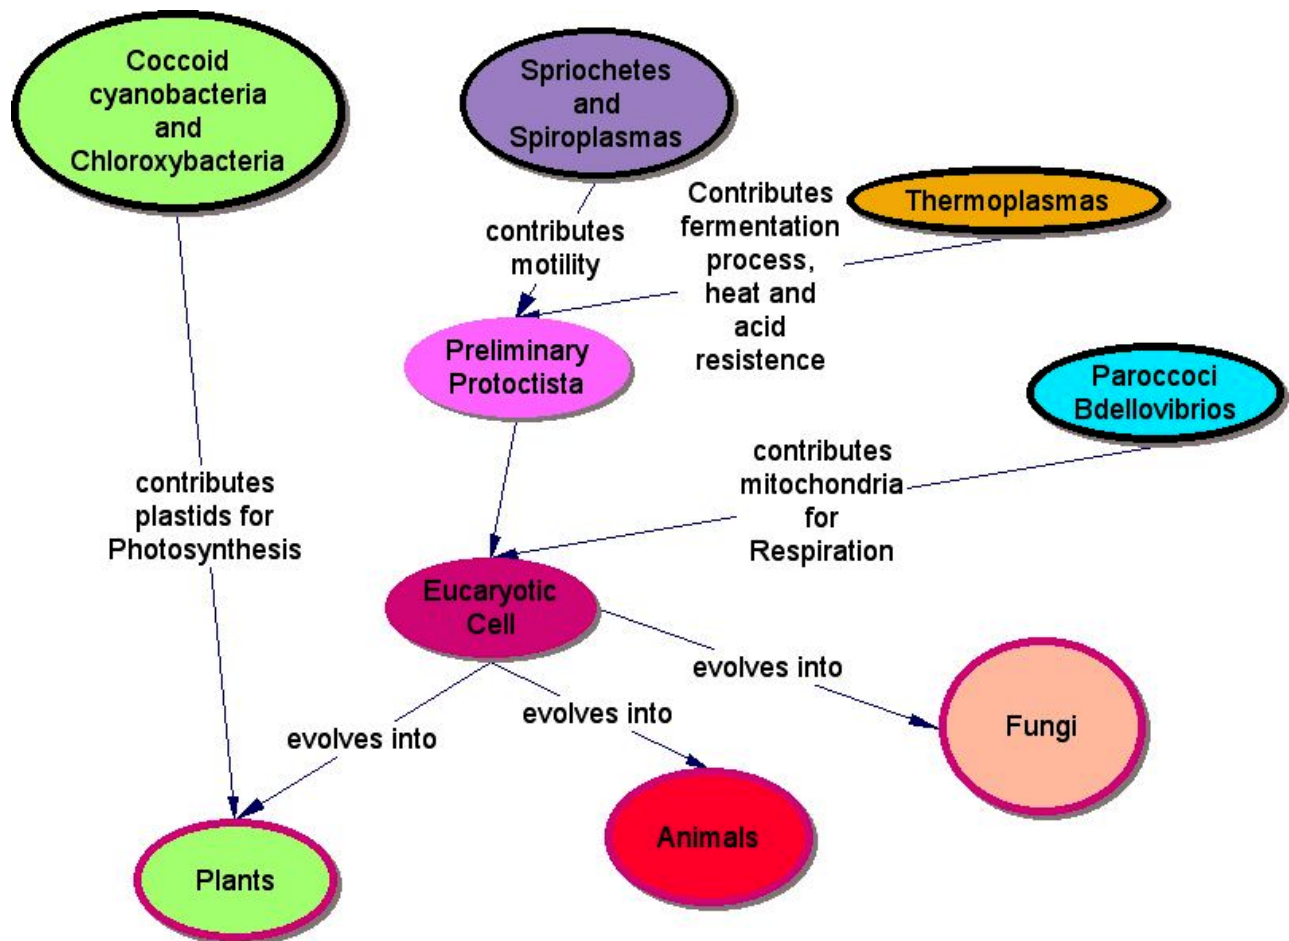 Coccoid
cyanobacteria
and
Chloroxybacteria
Spriochetes
and
Spiroplasmas
Thermoplasmas
contributes
motility
Contributes
fermentation
process,
heat and
acid
resistence
Preliminary
Protoctista
Paroccoci
Bdellovibrios
contributes
plastids for
Photosynthesis
contributes
mitochondria
for
Respiration
Eucaryotic
Cell
evolves into
evolves into
evolves into
Fungi
Animals
Plants